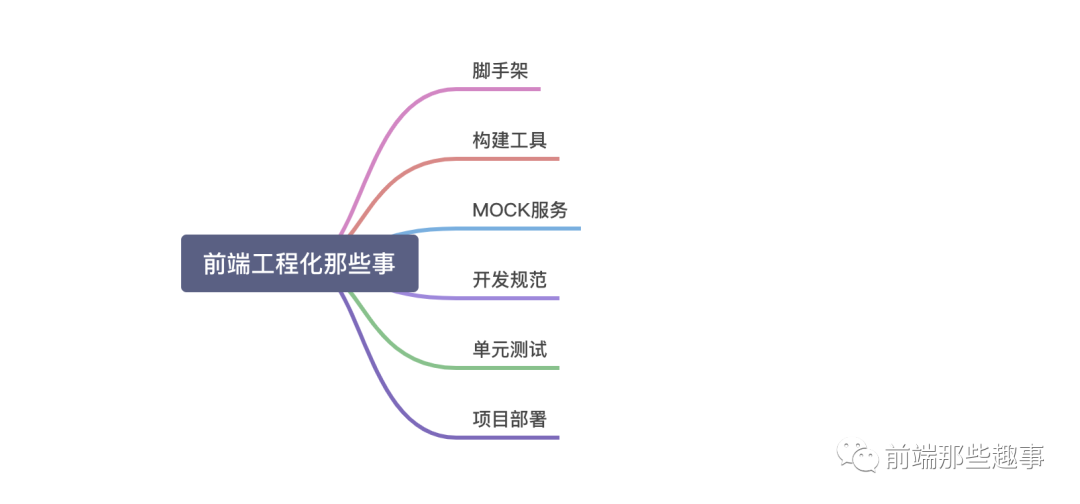 脚手架
构建工具
MOCK服务
前端工程化那些事
开发规范
单元测试
项目部署
前端那些趣事